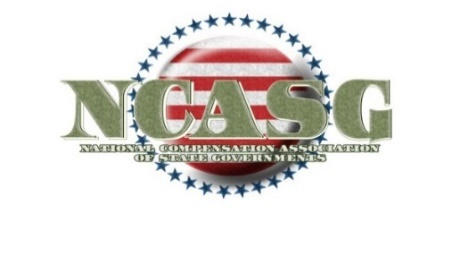 NCASG
NATIONAL COMPENSATION ASSOCIATION
OF STATE GOVERNMENTS